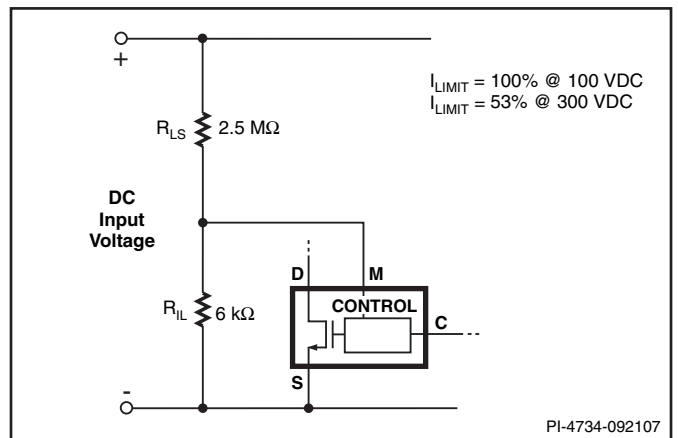 +
I_LIMIT = 100% @ 100 VDC
I_LIMIT = 53% @ 300 VDC
R_LS 2.5 MΩ
DC
Input
Voltage
D M
CONTROL
R_IL 6 kΩ
C
S
-
PI-4734-092107